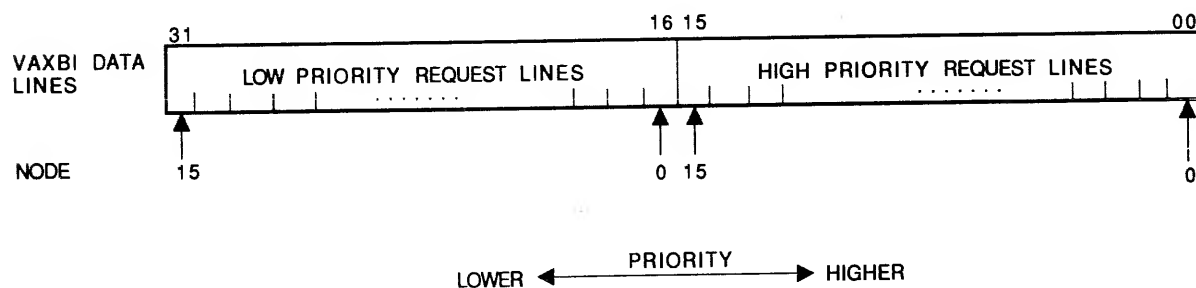 31 16 15 00
VAXBI DATA
LINES
LOW PRIORITY REQUEST LINES
HIGH PRIORITY REQUEST LINES
NODE
15 0 15 0
PRIORITY
LOWER HIGHER